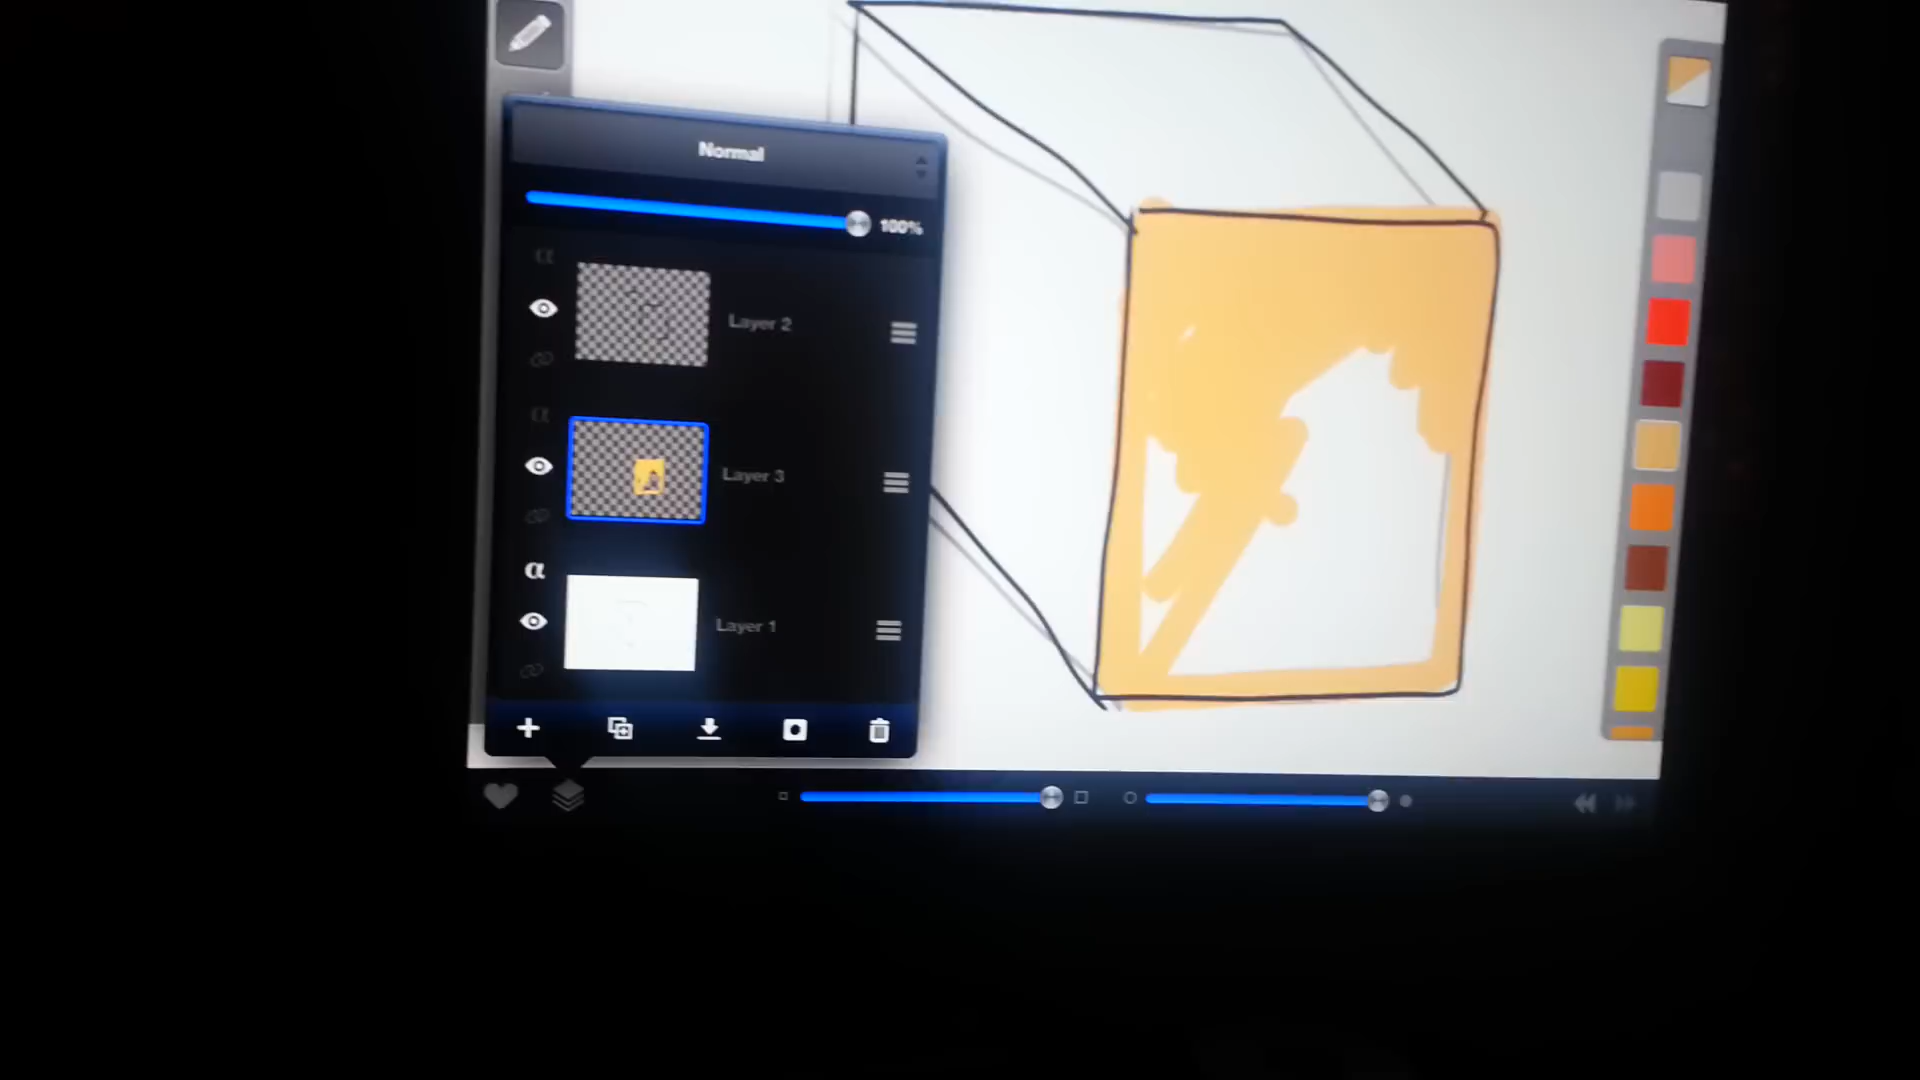 Normal
100%
α
Layer 2
α
Layer 3
α
Layer 1